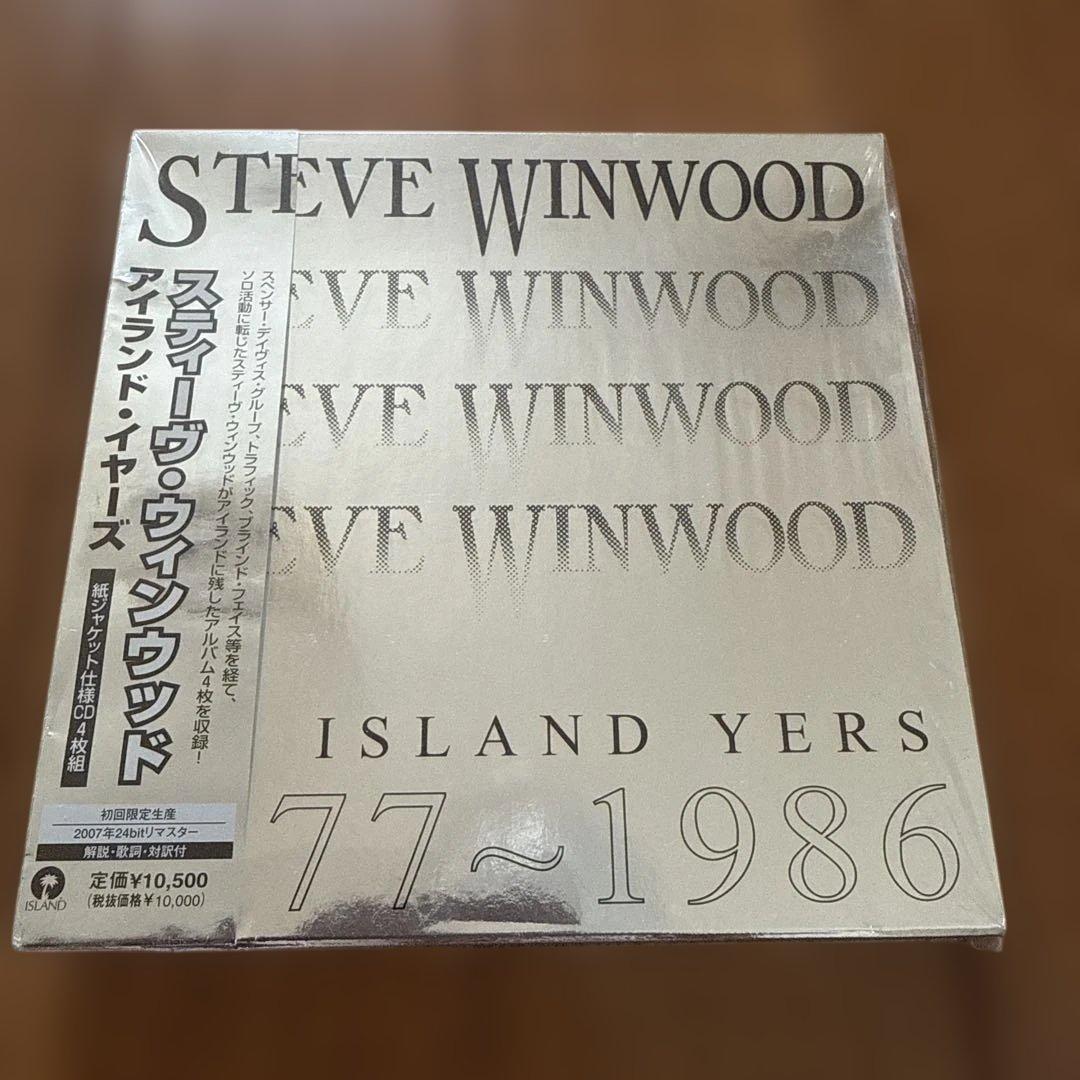 STEVE WINWOOD
EVE WINWOOD
EVE WINWOOD
EVE WINWOOD
ISLAND YERS
77~1986
スティーヴ・ウィンウッド
アイランド・イヤーズ
スペンサー・デイヴィス・グループ、トラフィック、ブラインド・フェイス等を経て、
ソロ活動に転じたスティーヴ・ウィンウッドがアイランドに残したアルバム4枚を収録!
紙ジャケット仕様CD4枚組
初回限定生産
2007年24bitリマスター
解説・歌詞・対訳付
定価¥10,500
(税抜価格¥10,000)
ISLAND